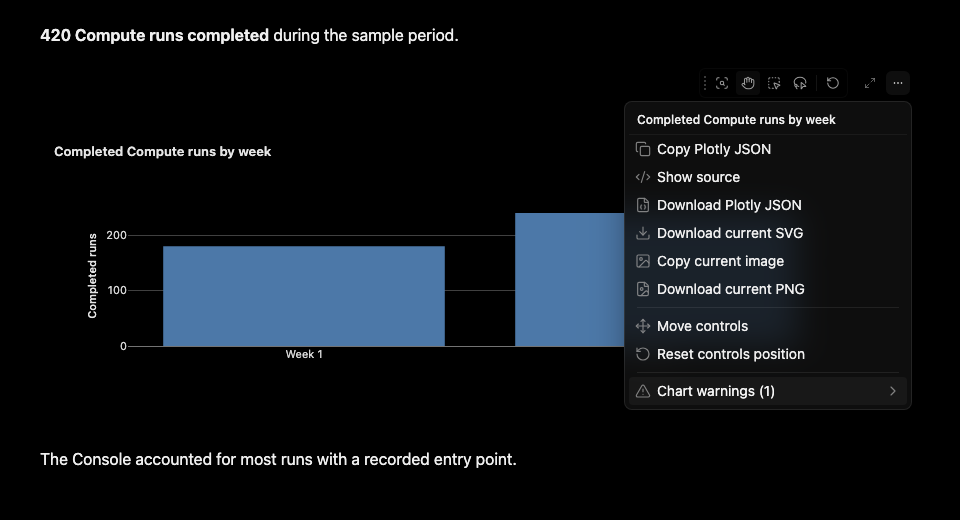 420 Compute runs completed during the sample period.
Completed Compute runs by week
Completed Compute runs by week
Copy Plotly JSON
Show source
Download Plotly JSON
Download current SVG
Copy current image
Download current PNG
Move controls
Reset controls position
Chart warnings (1)
Completed runs
200
100
0
Week 1
The Console accounted for most runs with a recorded entry point.